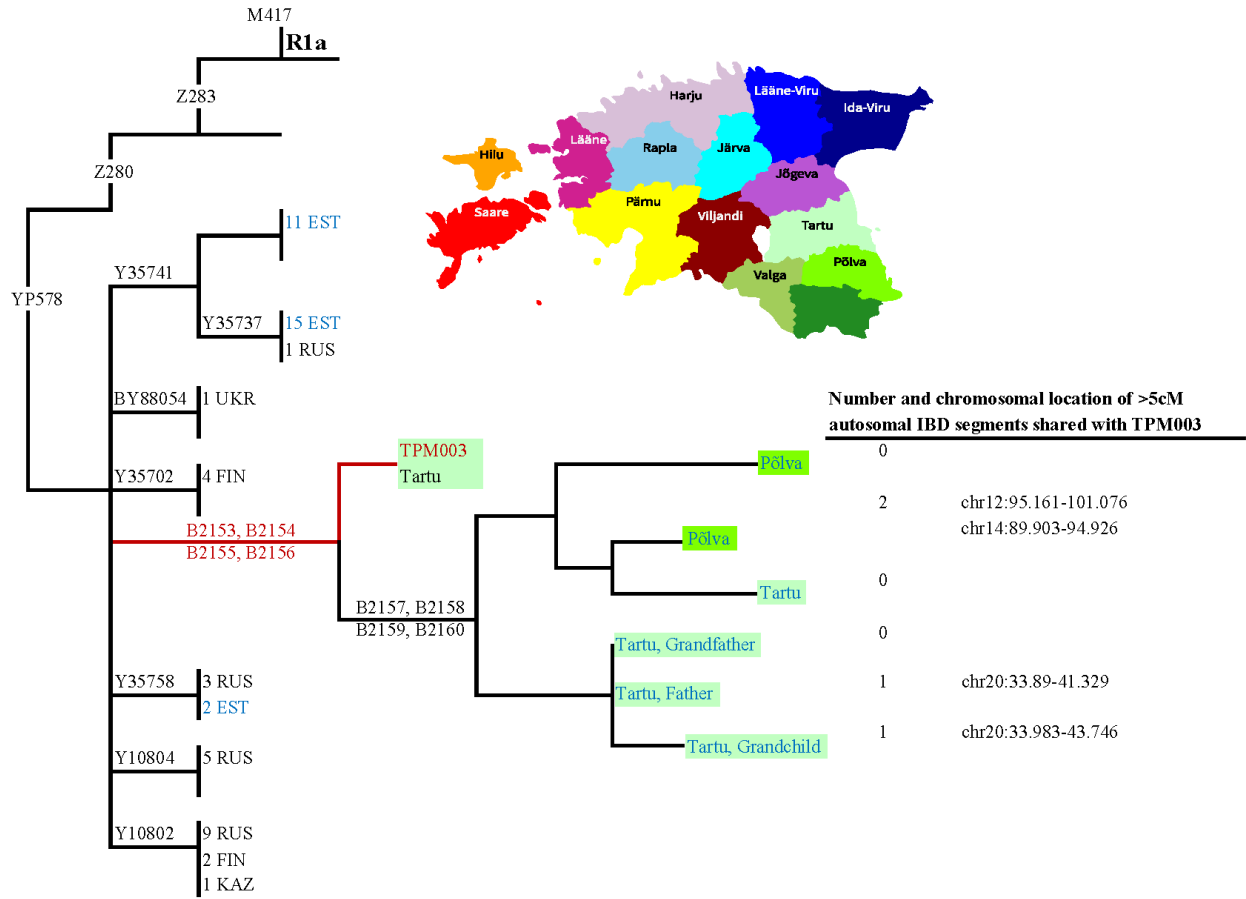 M417
R1a
Z283
Z280
YP578
Harju
Lääne-Viru
Ida-Viru
Lääne
Rapla
Järva
Hilu
Jõgeva
Saare
Pärnu
Viljandi
Tartu
Põlva
Valga
11 EST
Y35741
Y35737
15 EST
1 RUS
BY88054
1 UKR
Y35702
4 FIN
B2153, B2154
B2155, B2156
TPM003
Tartu
B2157, B2158
B2159, B2160
Number and chromosomal location of >5cM
autosomal IBD segments shared with TPM003
Põlva
0
2 chr12:95.161-101.076
chr14:89.903-94.926
Põlva
0
Tartu
0
Tartu, Grandfather
Tartu, Father
1 chr20:33.89-41.329
1 chr20:33.983-43.746
Tartu, Grandchild
Y35758
3 RUS
2 EST
Y10804
5 RUS
Y10802
9 RUS
2 FIN
1 KAZ